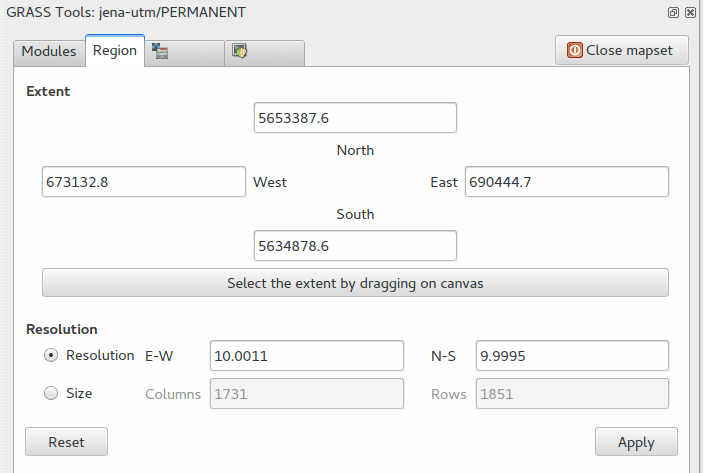 GRASS Tools: jena-utm/PERMANENT
Modules Region Close mapset
Extent
5653387.6
North
673132.8 West East 690444.7
South
5634878.6
Select the extent by dragging on canvas
Resolution
Resolution E-W 10.0011 N-S 9.9995
Size Columns 1731 Rows 1851
Reset Apply